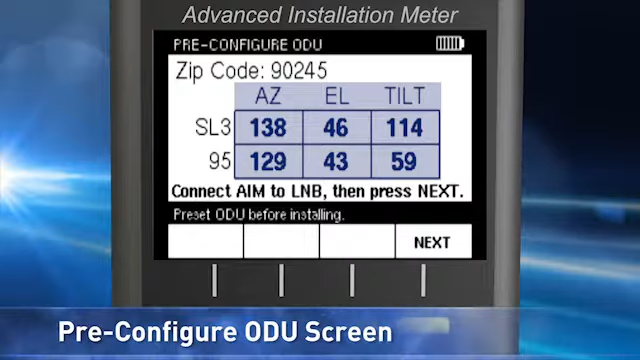 Advanced Installation Meter
PRE-CONFIGURE ODU
Zip Code: 90245
AZ EL TILT
SL3 138 46 114
95 129 43 59
Connect AIM to LNB, then press NEXT.
Preset ODU before installing.
NEXT
Pre-Configure ODU Screen